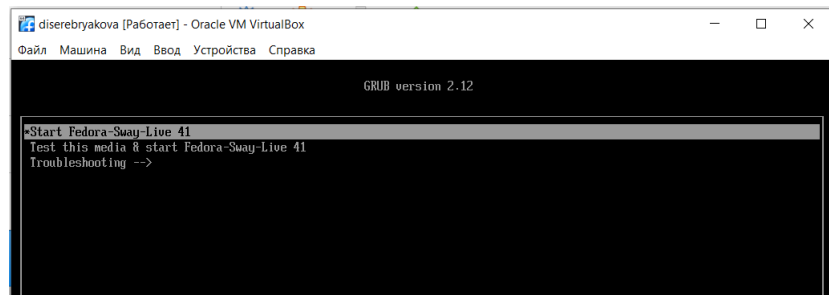 diserebryakova [Работает] - Oracle VM VirtualBox
Файл Машина Вид Ввод Устройства Справка
GRUB version 2.12
*Start Fedora-Sway-Live 41
Test this media & start Fedora-Sway-Live 41
Troubleshooting -->